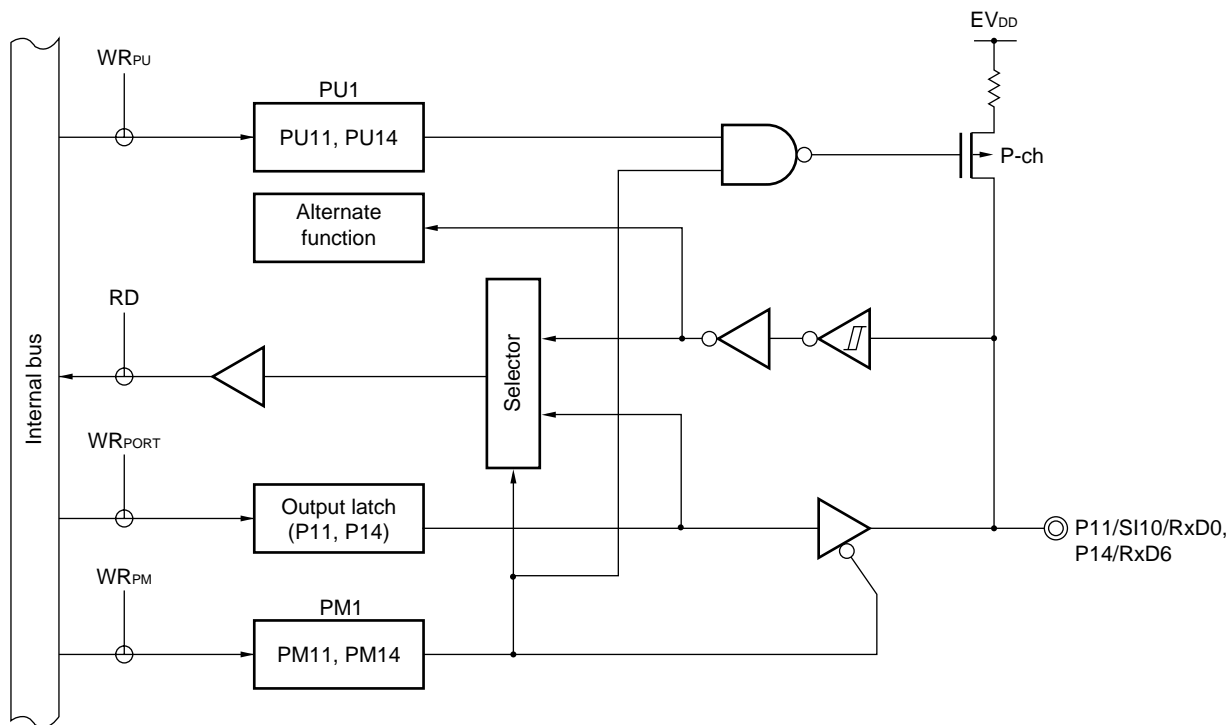 EVDD
WRPU
PU1
PU11, PU14
P-ch
Alternate
function
RD
Selector
Internal bus
WRPORT
Output latch
(P11, P14)
P11/SI10/RxD0,
P14/RxD6
WRPM
PM1
PM11, PM14